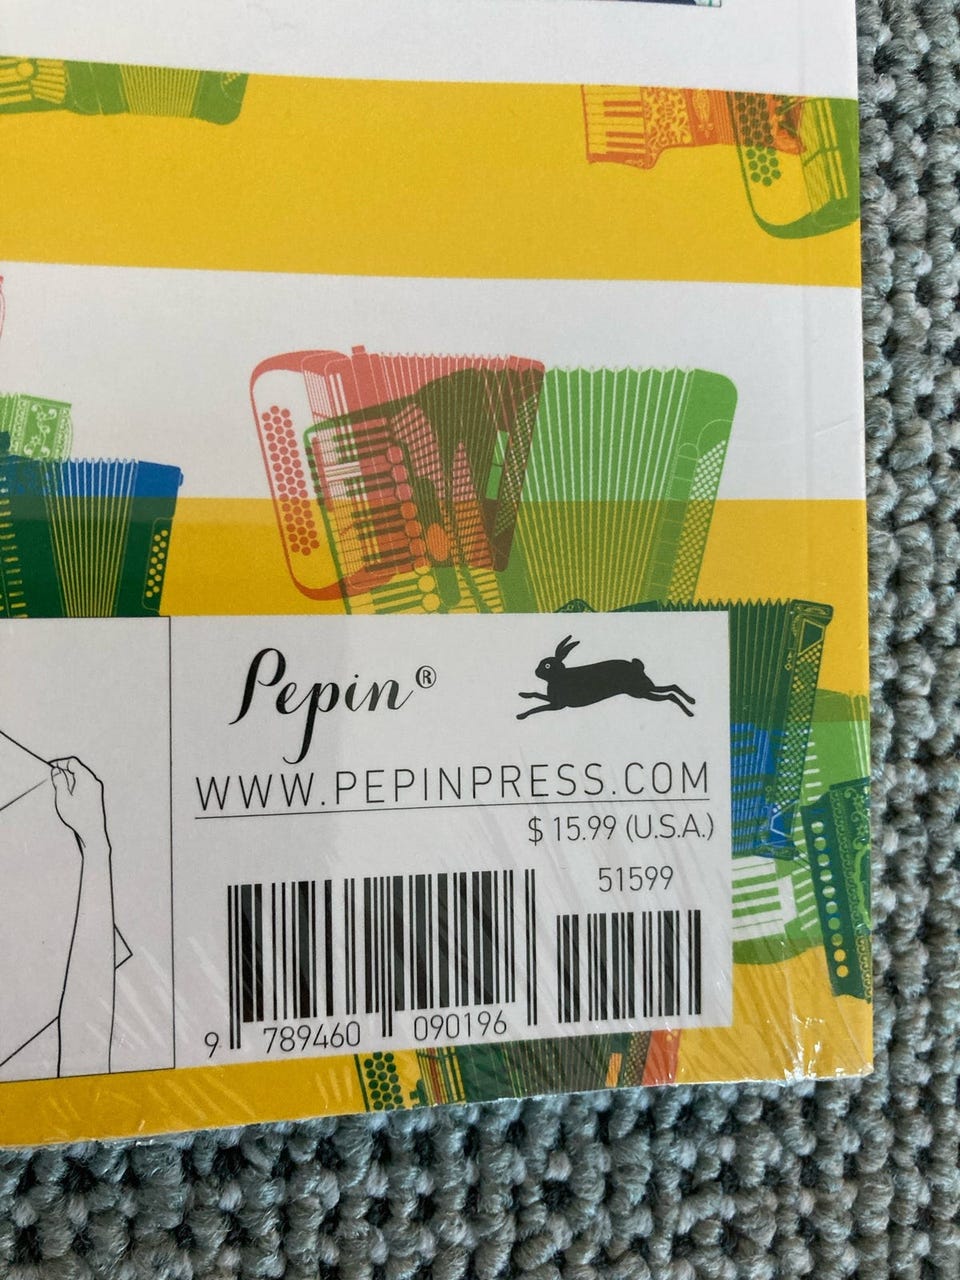 Pepin®
WWW.PEPINPRESS.COM
$ 15.99 (U.S.A.)
51599
9 789460 090196